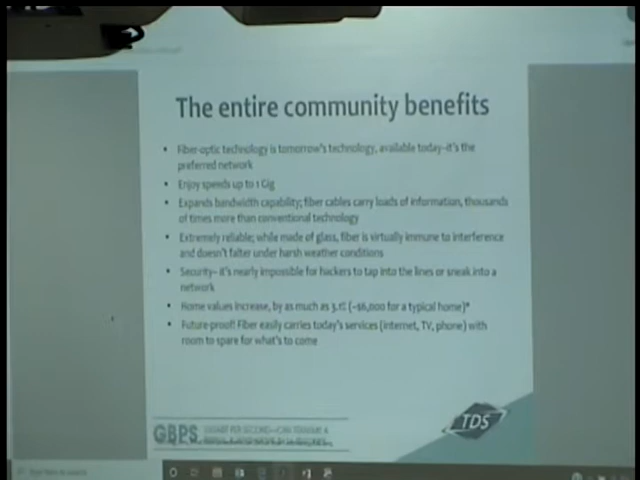 The entire community benefits
• Fiber-optic technology is tomorrow's technology, available today–it's the
preferred network
• Enjoy speeds up to 1 Gig
• Expands bandwidth capability; fiber cables carry loads of information, thousands
of times more than conventional technology
• Extremely reliable; while made of glass, fiber is virtually immune to interference
and doesn't falter under harsh weather conditions
• Security– it's nearly impossible for hackers to tap into the lines or sneak into a
network
• Home values increase, by as much as 3.1% (~$6,000 for a typical home)*
• Future-proof! Fiber easily carries today's services (internet, TV, phone) with
room to spare for what's to come
GBPS
TDS